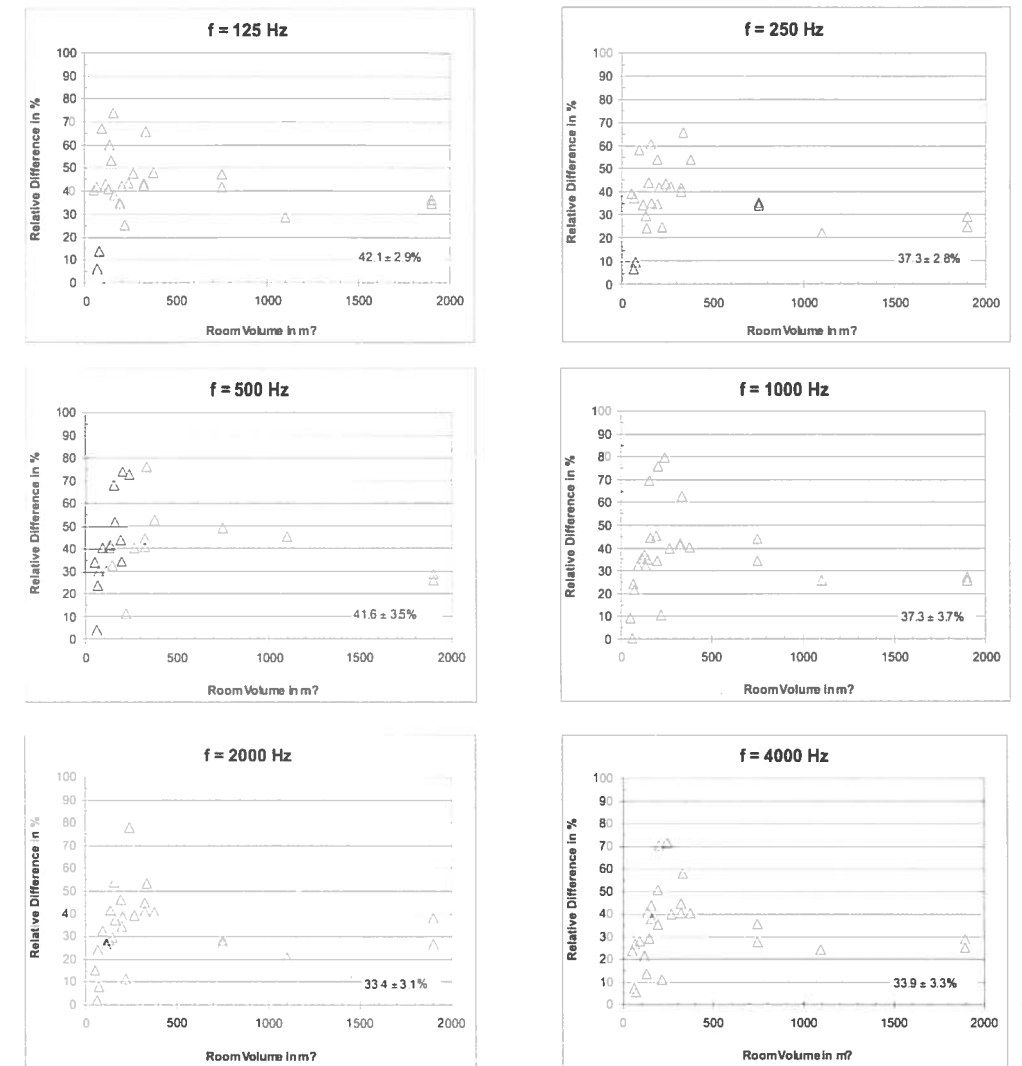 f = 125 Hz
Relative Difference in %
100
90
80
70
60
50
40
30
20
10
0
42.1 ± 2.9%
0 500 1000 1500 2000
Room Volume in m?
f = 250 Hz
Relative Difference in %
100
90
80
70
60
50
40
30
20
10
0
37.3 ± 2.8%
0 500 1000 1500 2000
Room Volume in m?
f = 500 Hz
Relative Difference in %
100
90
80
70
60
50
40
30
20
10
0
41.6 ± 3.5%
0 500 1000 1500 2000
Room Volume in m?
f = 1000 Hz
Relative Difference in %
100
90
80
70
60
50
40
30
20
10
0
37.3 ± 3.7%
0 500 1000 1500 2000
Room Volume in m?
f = 2000 Hz
Relative Difference in %
100
90
80
70
60
50
40
30
20
10
0
33.4 ± 3.1%
0 500 1000 1500 2000
Room Volume in m?
f = 4000 Hz
Relative Difference in %
100
90
80
70
60
50
40
30
20
10
0
33.9 ± 3.3%
0 500 1000 1500 2000
Room Volume in m?